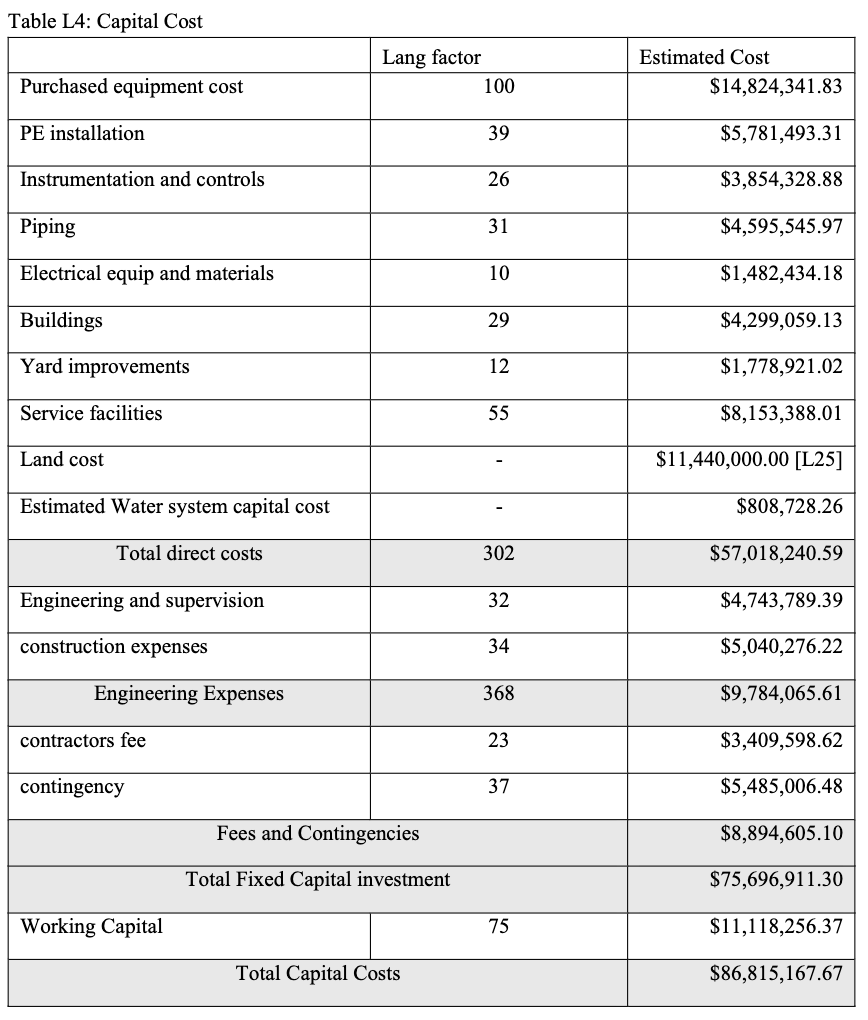 Table L4: Capital Cost
Lang factor Estimated Cost
Purchased equipment cost 100 $14,824,341.83
PE installation 39 $5,781,493.31
Instrumentation and controls 26 $3,854,328.88
Piping 31 $4,595,545.97
Electrical equip and materials 10 $1,482,434.18
Buildings 29 $4,299,059.13
Yard improvements 12 $1,778,921.02
Service facilities 55 $8,153,388.01
Land cost - $11,440,000.00 [L25]
Estimated Water system capital cost - $808,728.26
Total direct costs 302 $57,018,240.59
Engineering and supervision 32 $4,743,789.39
construction expenses 34 $5,040,276.22
Engineering Expenses 368 $9,784,065.61
contractors fee 23 $3,409,598.62
contingency 37 $5,485,006.48
Fees and Contingencies $8,894,605.10
Total Fixed Capital investment $75,696,911.30
Working Capital 75 $11,118,256.37
Total Capital Costs $86,815,167.67